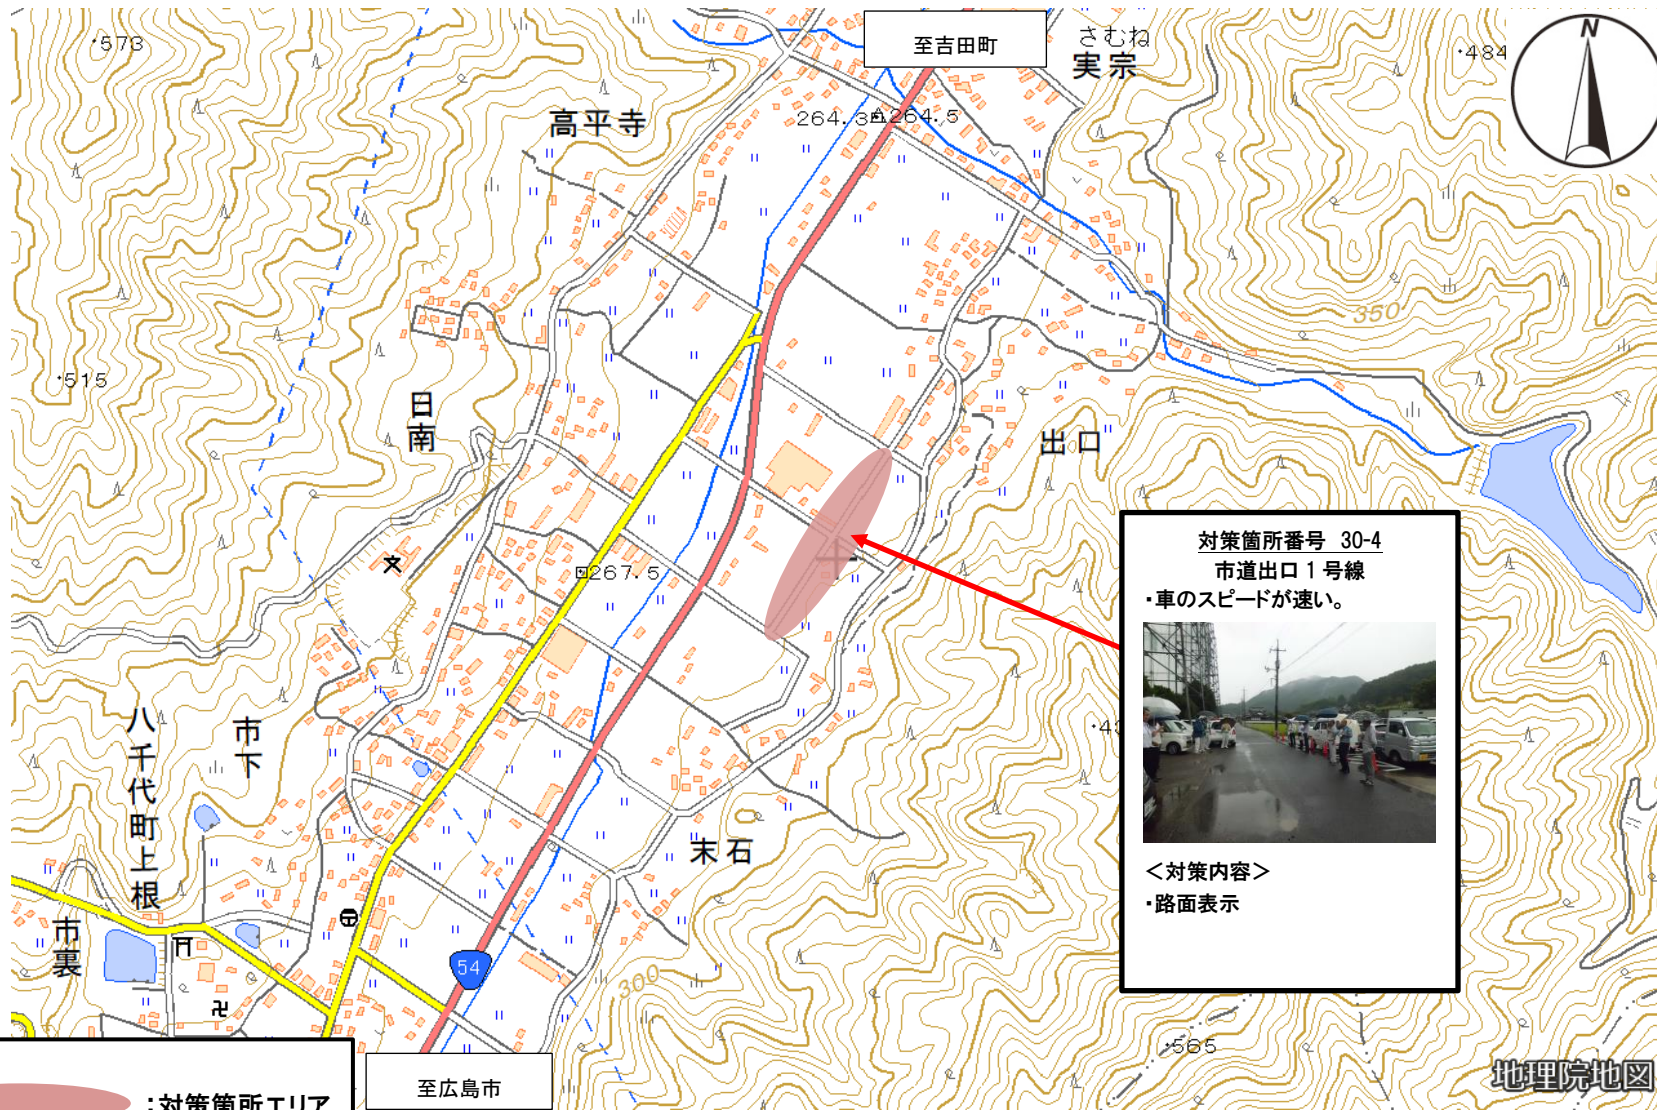 ・573
至吉田町
さむね
実宗
・484
N
高平寺
264.3
264.5
350
・515
日南
出口
対策箇所番号 30-4
市道出口1号線
・車のスピードが速い。
文
267.5
八千代町上根
市下
末石
＜対策内容＞
・路面表示
市裏
54
300
・565
至広島市
：対策箇所エリア
地理院地図